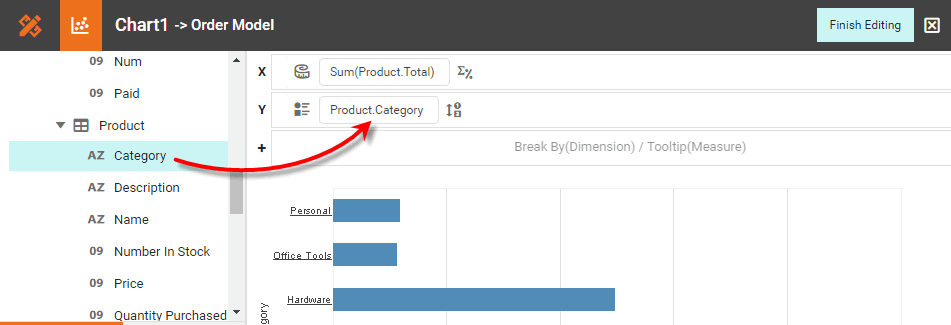 Chart1 -> Order Model
Finish Editing
09 Num
09 Paid
Product
AZ Category
AZ Description
AZ Name
09 Number In Stock
09 Price
09 Quantity Purchased
X Sum(Product.Total) Σ%
Y Product.Category
+ Break By(Dimension) / Tooltip(Measure)
Personal
Office Tools
Hardware
gory